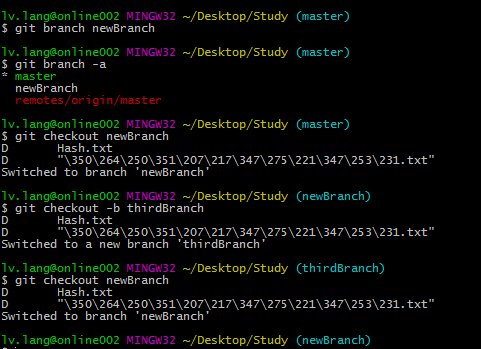 lv.lang@online002 MINGW32 ~/Desktop/Study (master)
$ git branch newBranch
lv.lang@online002 MINGW32 ~/Desktop/Study (master)
$ git branch -a
* master
newBranch
remotes/origin/master
lv.lang@online002 MINGW32 ~/Desktop/Study (master)
$ git checkout newBranch
D Hash.txt
D "\350\264\250\351\207\217\347\275\221\347\253\231.txt"
Switched to branch 'newBranch'
lv.lang@online002 MINGW32 ~/Desktop/Study (newBranch)
$ git checkout -b thirdBranch
D Hash.txt
D "\350\264\250\351\207\217\347\275\221\347\253\231.txt"
Switched to a new branch 'thirdBranch'
lv.lang@online002 MINGW32 ~/Desktop/Study (thirdBranch)
$ git checkout newBranch
D Hash.txt
D "\350\264\250\351\207\217\347\275\221\347\253\231.txt"
Switched to branch 'newBranch'
lv.lang@online002 MINGW32 ~/Desktop/Study (newBranch)